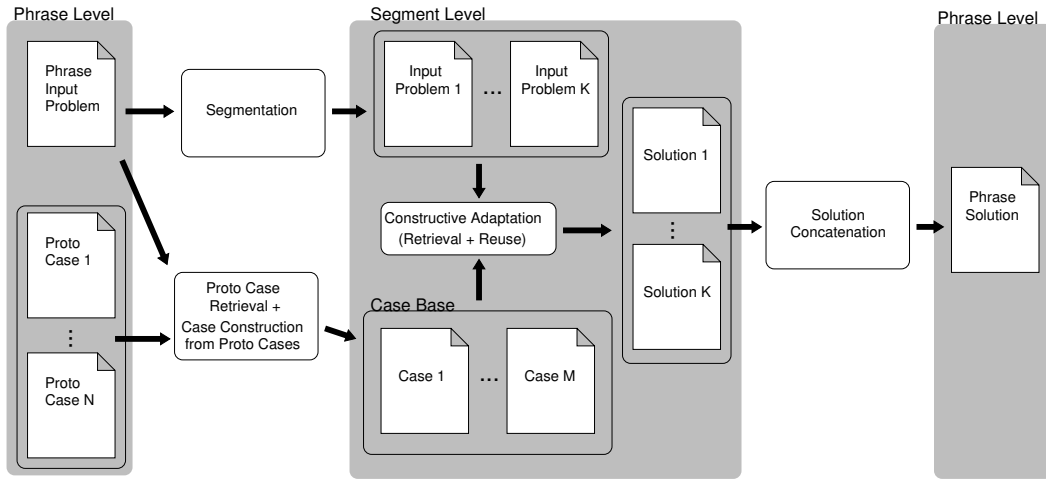 Phrase Level
Segment Level
Phrase Level
Phrase
Input
Problem
Segmentation
Input
Problem 1
...
Input
Problem K
Proto
Case 1
...
Proto
Case N
Proto Case
Retrieval +
Case Construction
from Proto Cases
Constructive Adaptation
(Retrieval + Reuse)
Case Base
Case 1
...
Case M
Solution 1
...
Solution K
Solution
Concatenation
Phrase
Solution